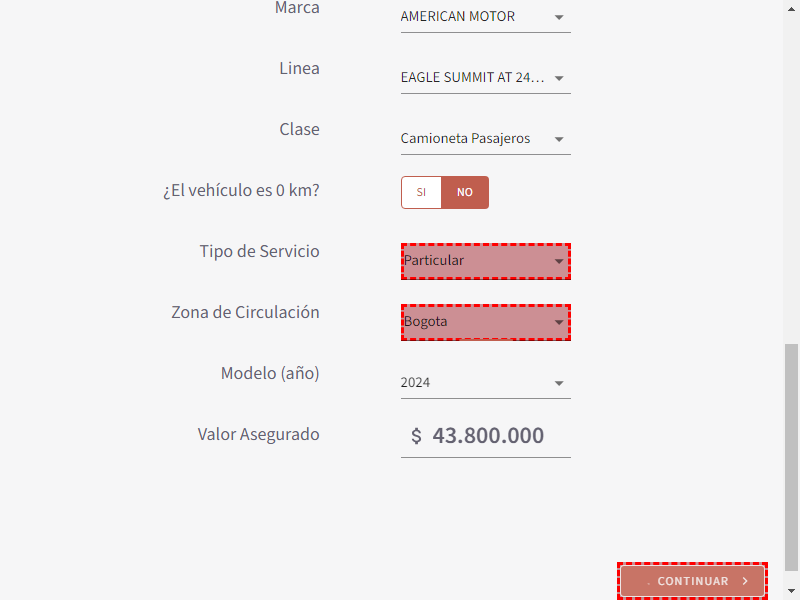 Marca AMERICAN MOTOR
Linea EAGLE SUMMIT AT 24...
Clase Camioneta Pasajeros
¿El vehículo es 0 km? SI NO
Tipo de Servicio Particular
Zona de Circulación Bogota
Modelo (año) 2024
Valor Asegurado $ 43.800.000
CONTINUAR